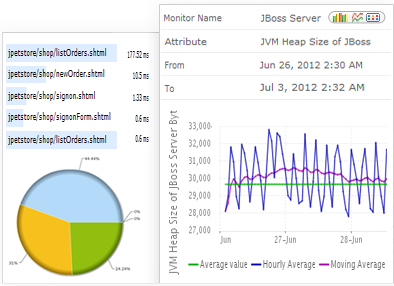 jpetstore/shop/listOrders.shtml 177.52 ms
jpetstore/shop/newOrder.shtml 10.5 ms
jpetstore/shop/signon.shtml 1.33 ms
jpetstore/shop/signonForm.shtml 0.6 ms
jpetstore/shop/listOrders.shtml 0.6 ms
44.44%
0%
0%
31%
24.24%
Monitor Name JBoss Server
Attribute JVM Heap Size of JBoss
From Jun 26, 2012 2:30 AM
To Jul 3, 2012 2:32 AM
JVM Heap Size of JBoss Server Byt
33,000
32,000
31,000
30,000
29,000
28,000
27,000
Jun 27-Jun 28-Jun
Average value Hourly Average Moving Average